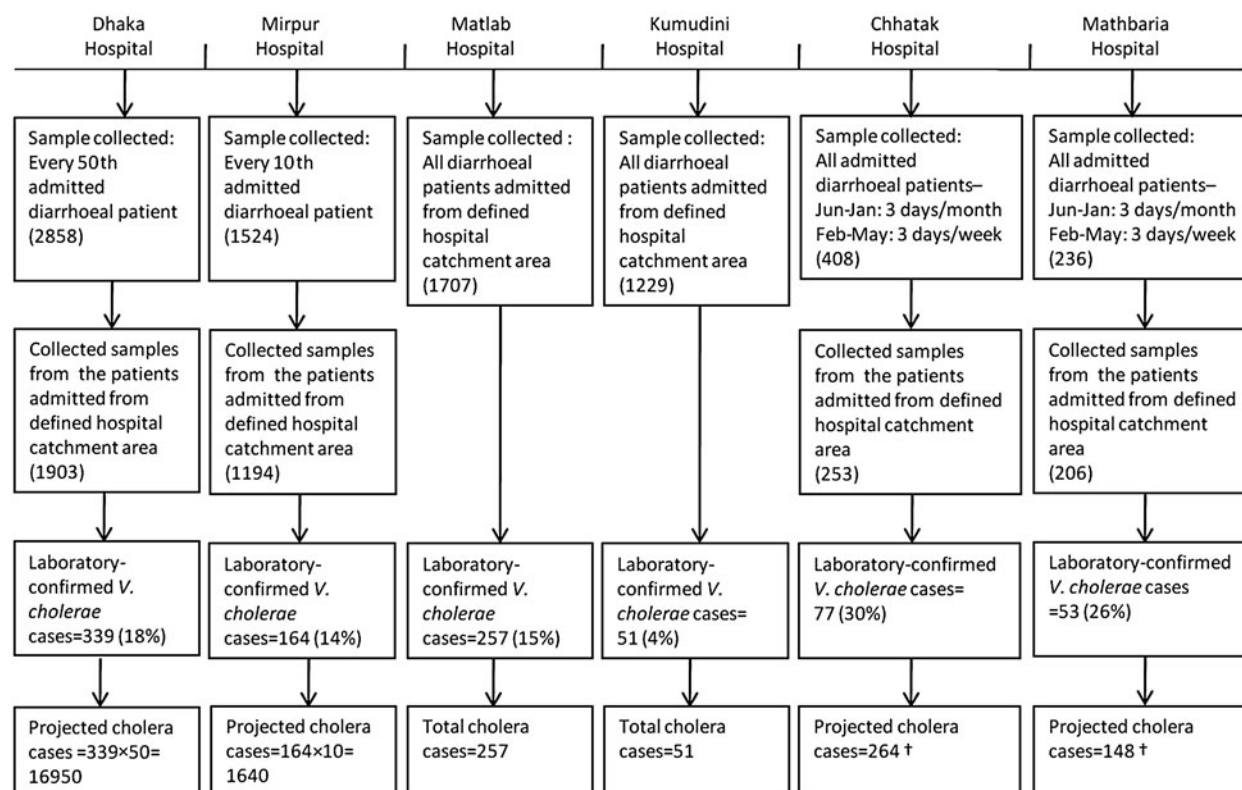 Dhaka
Hospital
Mirpur
Hospital
Matlab
Hospital
Kumudini
Hospital
Chhatak
Hospital
Mathbaria
Hospital
Sample collected:
Every 50th
admitted
diarrhoeal patient
(2858)
Sample collected:
Every 10th
admitted
diarrhoeal patient
(1524)
Sample collected :
All diarrhoeal
patients admitted
from defined
hospital
catchment area
(1707)
Sample collected:
All diarrhoeal
patients admitted
from defined
hospital
catchment area
(1229)
Sample collected:
All admitted
diarrhoeal patients–
Jun-Jan: 3 days/month
Feb-May: 3 days/week
(408)
Sample collected:
All admitted
diarrhoeal patients–
Jun-Jan: 3 days/month
Feb-May: 3 days/week
(236)
Collected samples
from the patients
admitted from
defined hospital
catchment area
(1903)
Collected samples
from the patients
admitted from
defined hospital
catchment area
(1194)
Collected samples
from the patients
admitted from defined
hospital catchment
area
(253)
Collected samples
from the patients
admitted from defined
hospital catchment
area
(206)
Laboratory-
confirmed V.
cholerae
cases=339 (18%)
Laboratory-
confirmed V.
cholerae
cases=164 (14%)
Laboratory-
confirmed V.
cholerae
cases=257 (15%)
Laboratory-
confirmed V.
cholerae cases=
51 (4%)
Laboratory-confirmed
V. cholerae cases=
77 (30%)
Laboratory-confirmed
V. cholerae cases
=53 (26%)
Projected cholera
cases =339×50=
16950
Projected cholera
cases=164×10=
1640
Total cholera
cases=257
Total cholera
cases=51
Projected cholera
cases=264 †
Projected cholera
cases=148 †